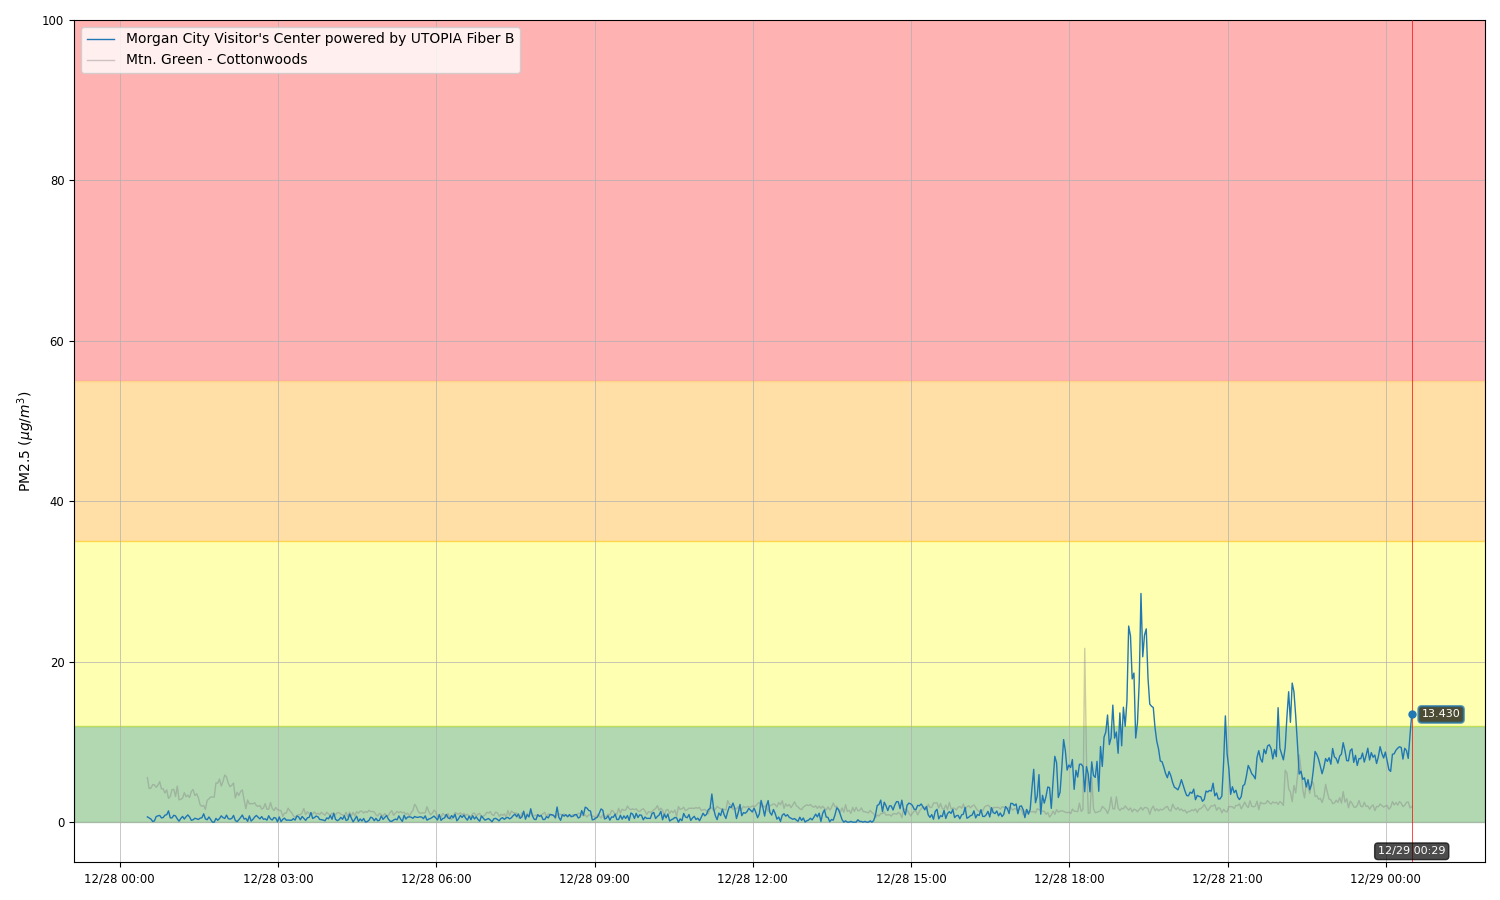 100
80
60
40
20
0
PM2.5 (μg/m³)
Morgan City Visitor's Center powered by UTOPIA Fiber B
Mtn. Green - Cottonwoods
13.430
12/29 00:29
12/28 00:00 12/28 03:00 12/28 06:00 12/28 09:00 12/28 12:00 12/28 15:00 12/28 18:00 12/28 21:00 12/29 00:00